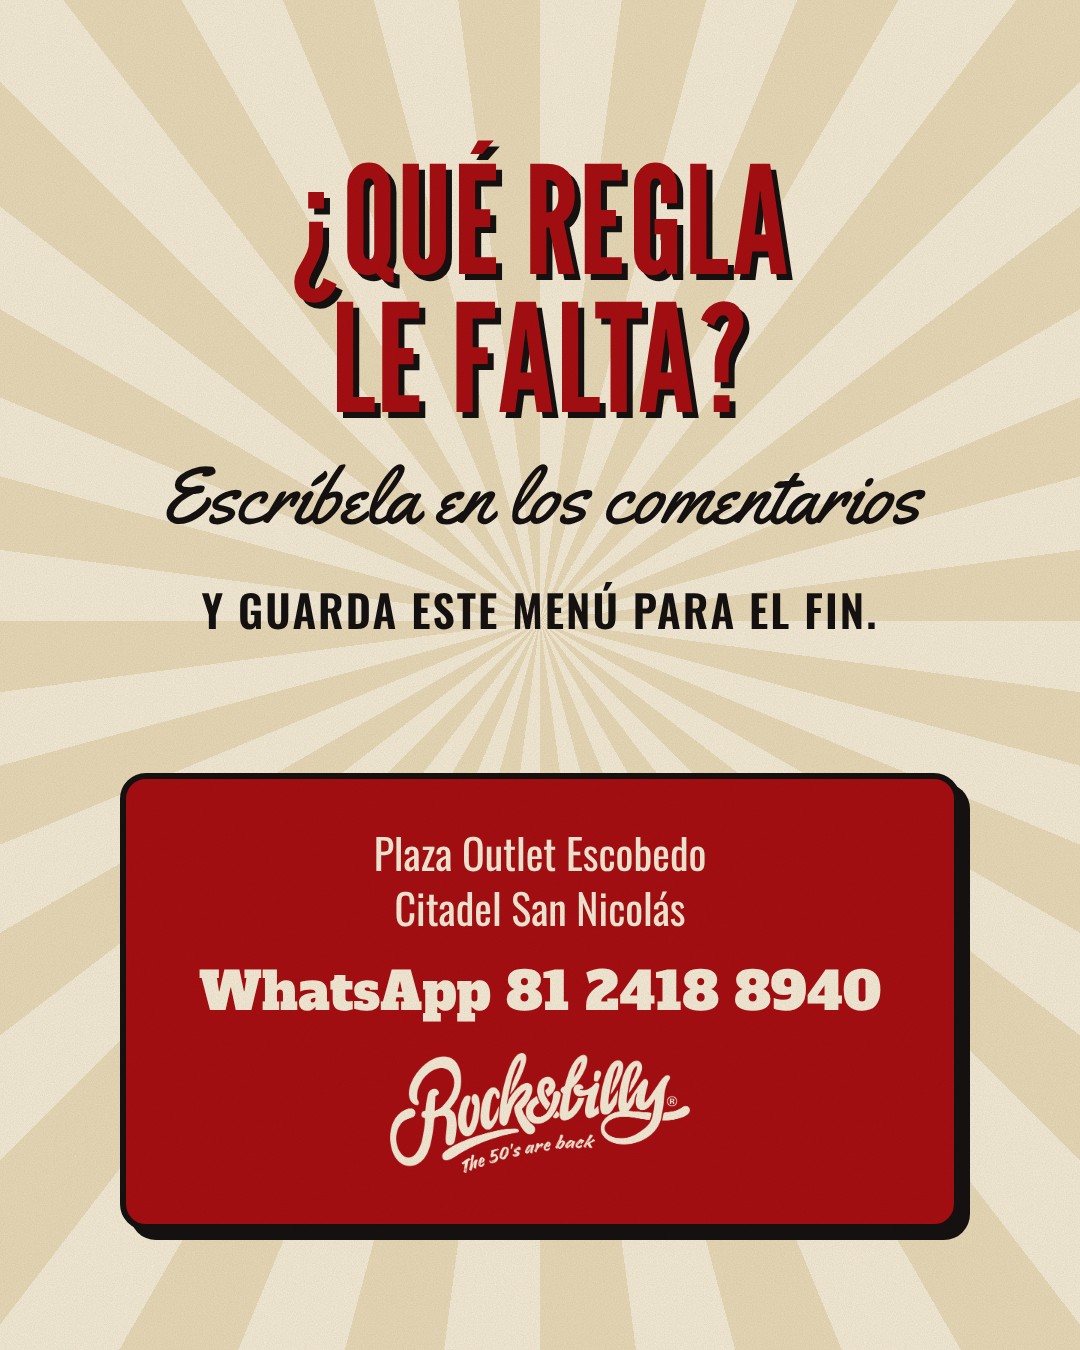 ¿QUÉ REGLA
LE FALTA?
Escríbela en los comentarios
Y GUARDA ESTE MENÚ PARA EL FIN.
Plaza Outlet Escobedo
Citadel San Nicolás
WhatsApp 81 2418 8940
Rock&billy®
The 50's are back